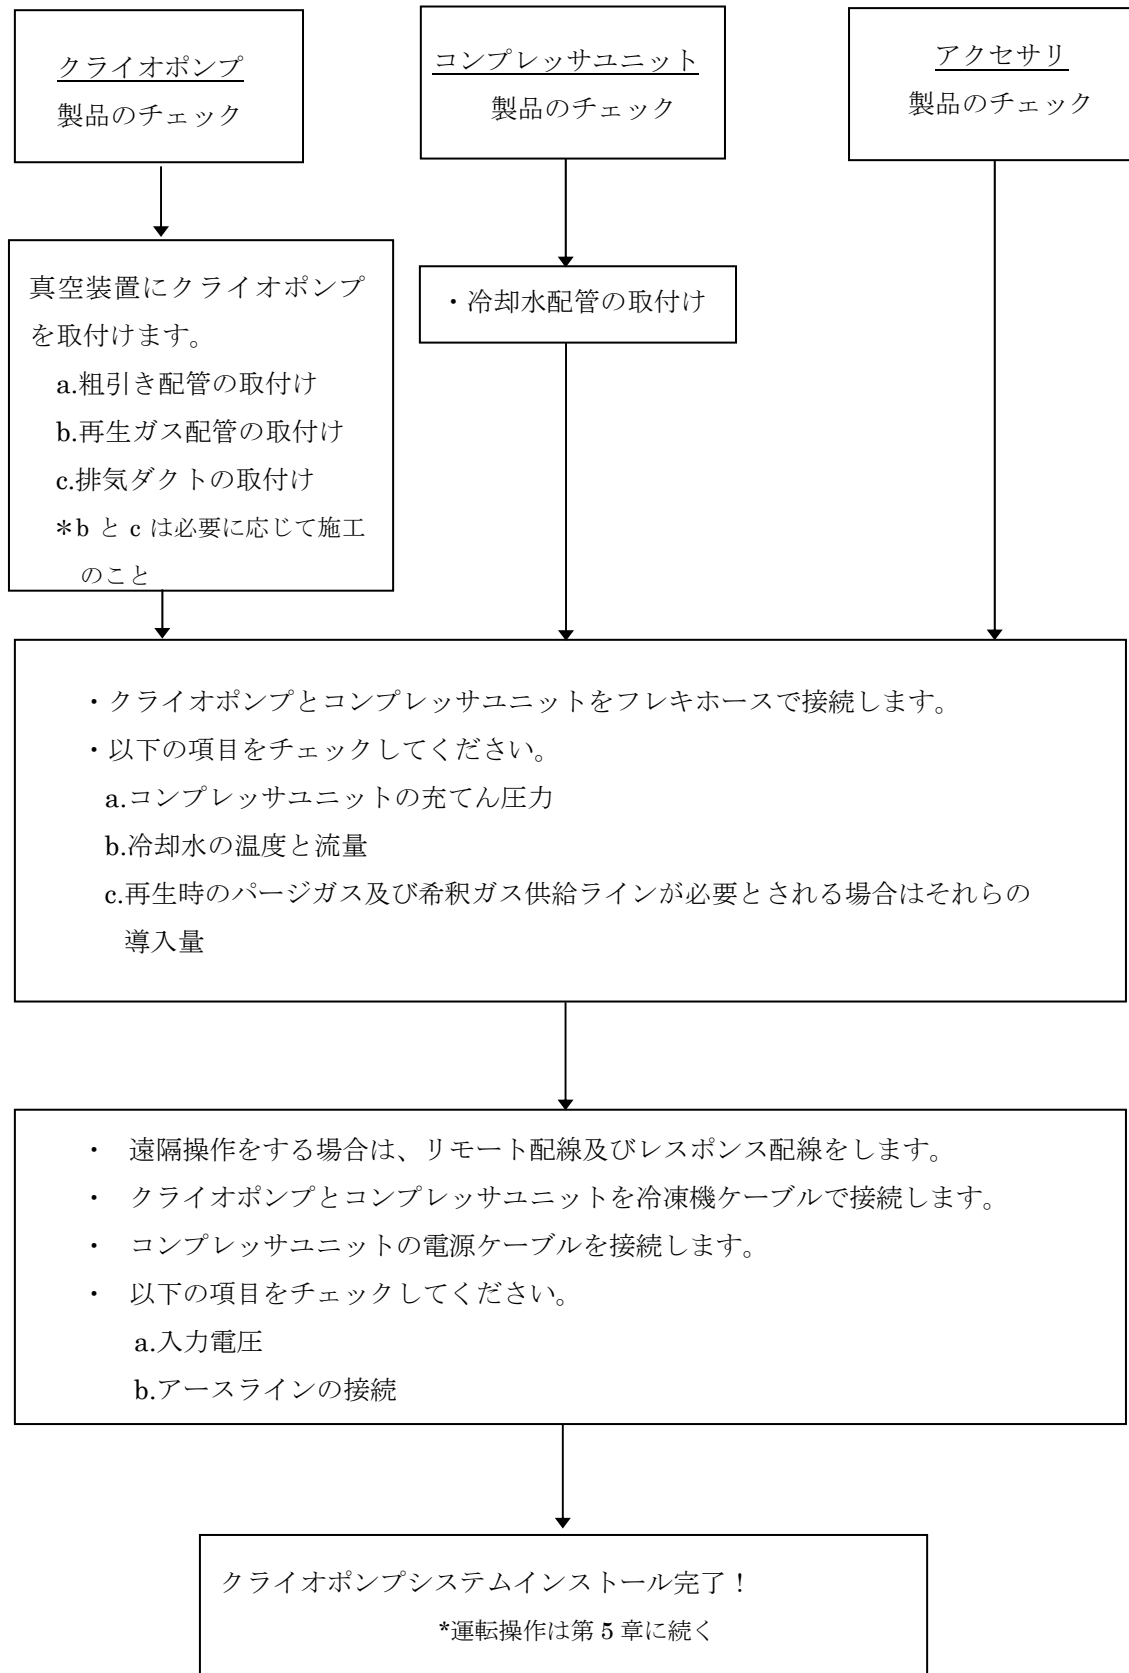 クライオポンプ
製品のチェック
コンプレッサユニット
製品のチェック
アクセサリ
製品のチェック
真空装置にクライオポンプ
を取付けます。
a.粗引き配管の取付け
b.再生ガス配管の取付け
c.排気ダクトの取付け
＊b と c は必要に応じて施工
のこと
・冷却水配管の取付け
・クライオポンプとコンプレッサユニットをフレキホースで接続します。
・以下の項目をチェックしてください。
a.コンプレッサユニットの充てん圧力
b.冷却水の温度と流量
c.再生時のパージガス及び希釈ガス供給ラインが必要とされる場合はそれらの
導入量
・ 遠隔操作をする場合は、リモート配線及びレスポンス配線をします。
・ クライオポンプとコンプレッサユニットを冷凍機ケーブルで接続します。
・ コンプレッサユニットの電源ケーブルを接続します。
・ 以下の項目をチェックしてください。
a.入力電圧
b.アースラインの接続
クライオポンプシステムインストール完了！
*運転操作は第 5 章に続く